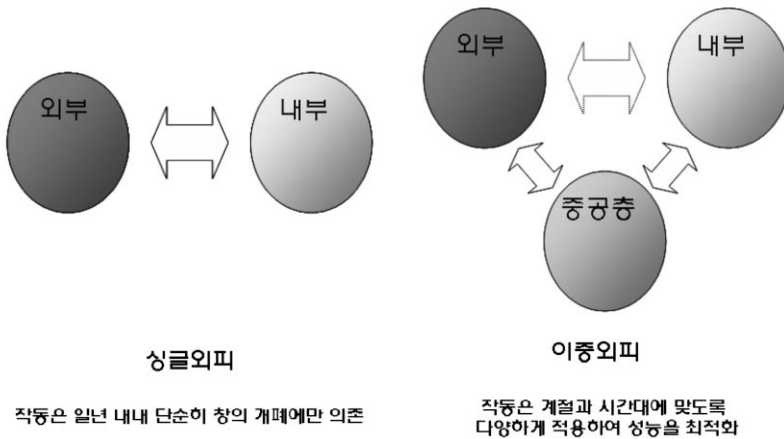 외부
내부
싱글외피
작동은 일년 내내 단순히 창의 개폐에만 의존
외부
내부
중공층
이중외피
작동은 계절과 시간대에 맞도록
다양하게 적용하여 성능을 최적화